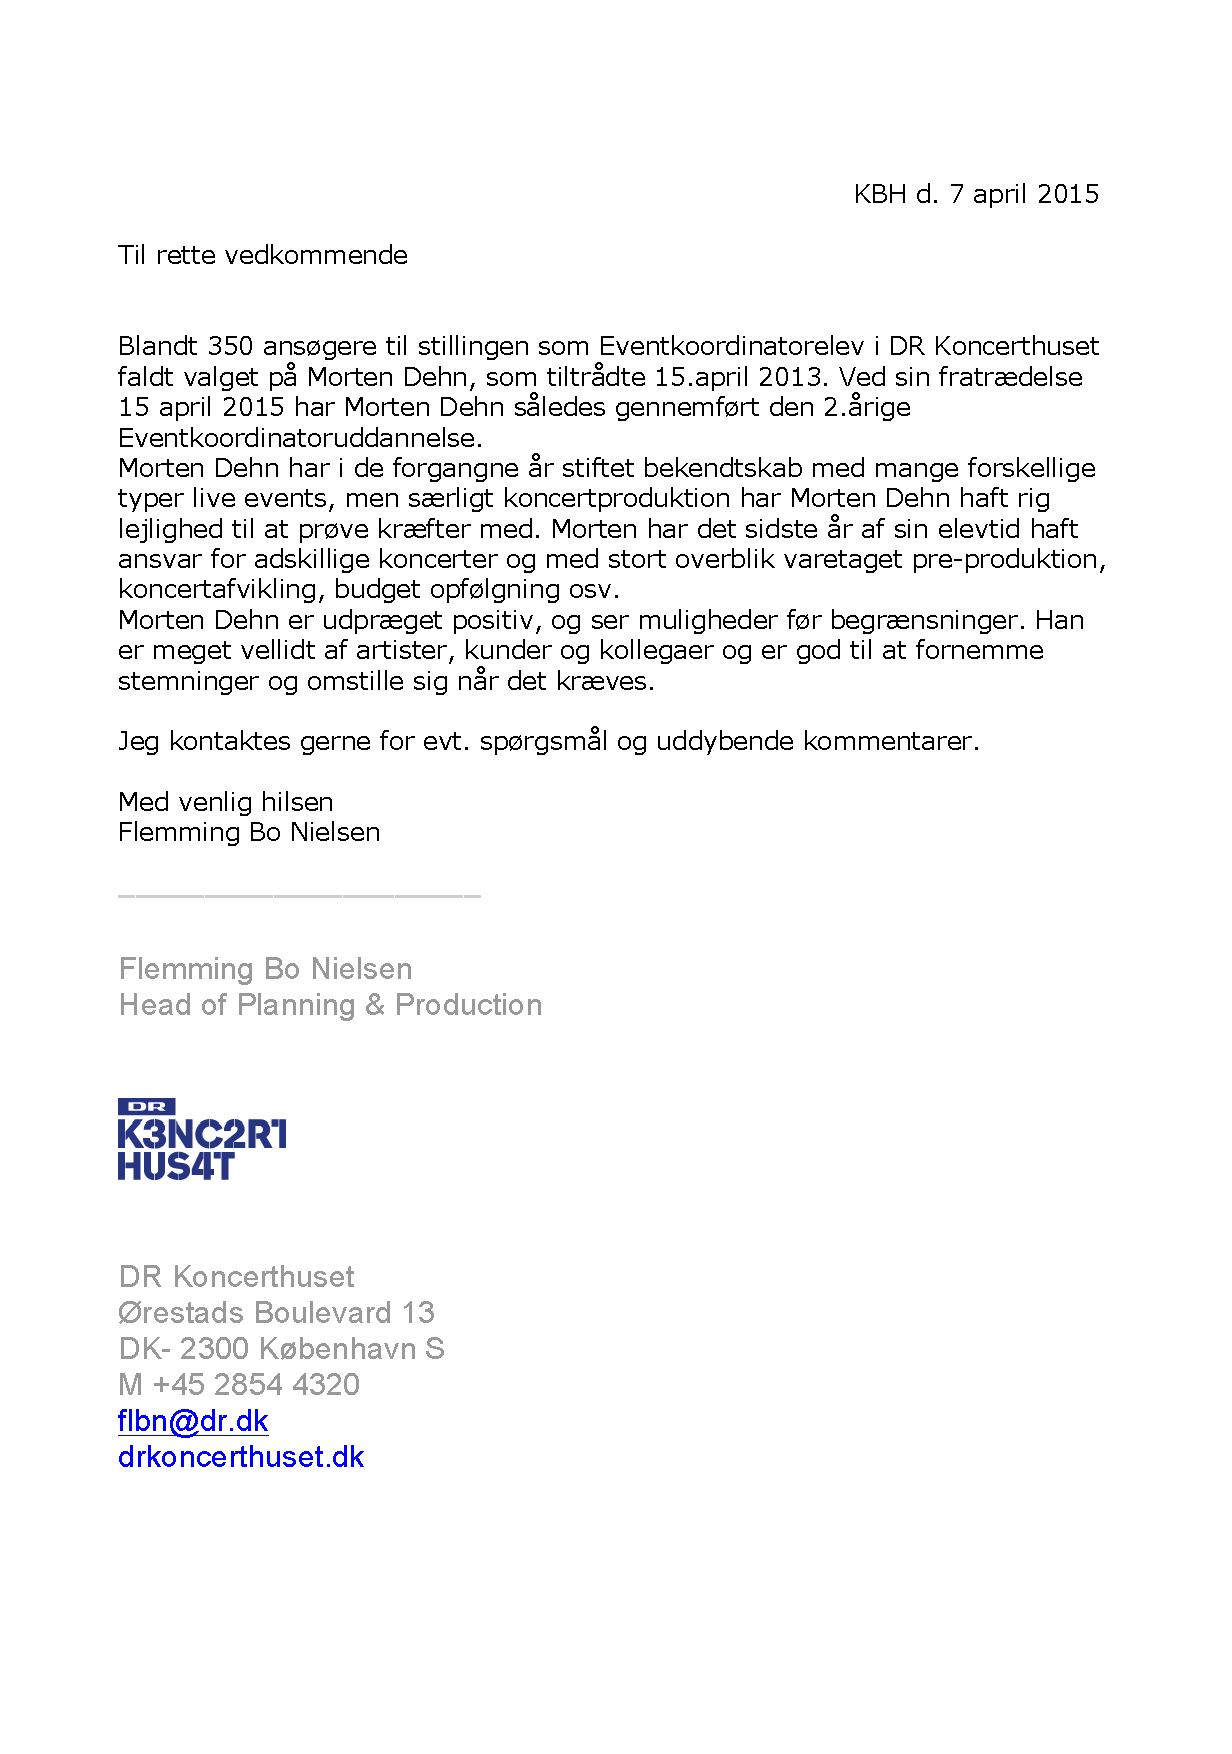 KBH d. 7 april 2015
Til rette vedkommende
Blandt 350 ansøgere til stillingen som Eventkoordinatorelev i DR Koncerthuset
faldt valget på Morten Dehn, som tiltrådte 15.april 2013. Ved sin fratrædelse
15 april 2015 har Morten Dehn således gennemført den 2.årige
Eventkoordinatoruddannelse.
Morten Dehn har i de forgangne år stiftet bekendtskab med mange forskellige
typer live events, men særligt koncertproduktion har Morten Dehn haft rig
lejlighed til at prøve kræfter med. Morten har det sidste år af sin elevtid haft
ansvar for adskillige koncerter og med stort overblik varetaget pre-produktion,
koncertafvikling, budget opfølgning osv.
Morten Dehn er udpræget positiv, og ser muligheder før begrænsninger. Han
er meget vellidt af artister, kunder og kollegaer og er god til at fornemme
stemninger og omstille sig når det kræves.
Jeg kontaktes gerne for evt. spørgsmål og uddybende kommentarer.
Med venlig hilsen
Flemming Bo Nielsen
_____________________
Flemming Bo Nielsen
Head of Planning & Production
DR
K3NC2R1
HUS4T
DR Koncerthuset
Ørestads Boulevard 13
DK- 2300 København S
M +45 2854 4320
flbn@dr.dk
drkoncerthuset.dk